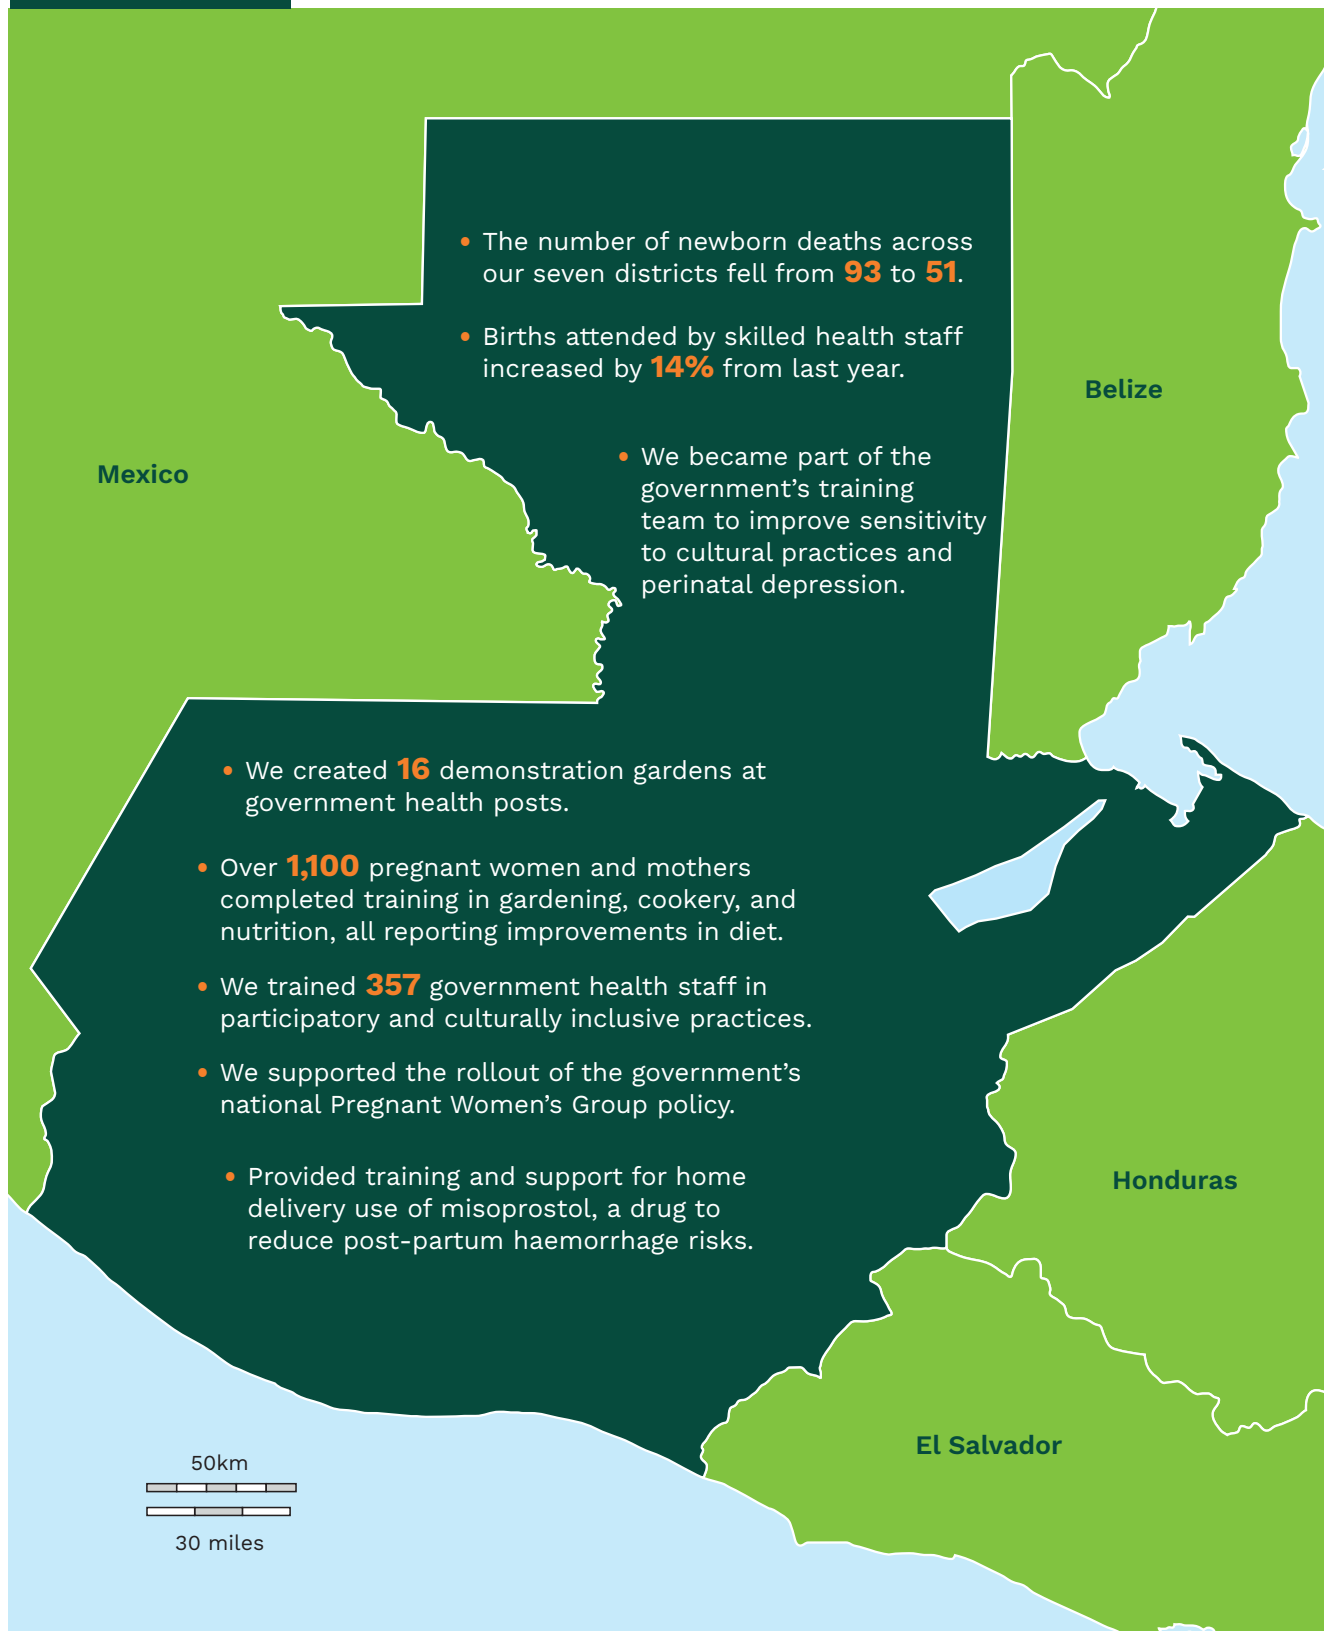 • The number of newborn deaths across
our seven districts fell from 93 to 51.
• Births attended by skilled health staff
increased by 14% from last year.
Belize
Mexico
• We became part of the
government’s training
team to improve sensitivity
to cultural practices and
perinatal depression.
• We created 16 demonstration gardens at
government health posts.
• Over 1,100 pregnant women and mothers
completed training in gardening, cookery, and
nutrition, all reporting improvements in diet.
• We trained 357 government health staff in
participatory and culturally inclusive practices.
• We supported the rollout of the government’s
national Pregnant Women’s Group policy.
• Provided training and support for home
delivery use of misoprostol, a drug to
reduce post-partum haemorrhage risks.
Honduras
El Salvador
50km
30 miles